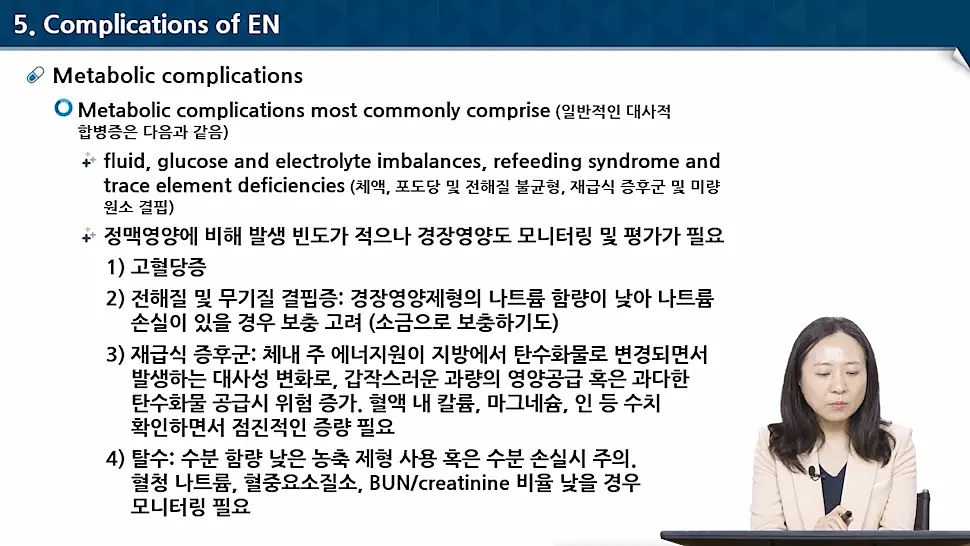 5. Complications of EN
Metabolic complications
Metabolic complications most commonly comprise (일반적인 대사적
합병증은 다음과 같음)
fluid, glucose and electrolyte imbalances, refeeding syndrome and
trace element deficiencies (체액, 포도당 및 전해질 불균형, 재급식 증후군 및 미량
원소 결핍)
정맥영양에 비해 발생 빈도가 적으나 경장영양도 모니터링 및 평가가 필요
1) 고혈당증
2) 전해질 및 무기질 결핍증: 경장영양제형의 나트륨 함량이 낮아 나트륨
손실이 있을 경우 보충 고려 (소금으로 보충하기도)
3) 재급식 증후군: 체내 주 에너지원이 지방에서 탄수화물로 변경되면서
발생하는 대사성 변화로, 갑작스러운 과량의 영양공급 혹은 과다한
탄수화물 공급시 위험 증가. 혈액 내 칼륨, 마그네슘, 인 등 수치
확인하면서 점진적인 증량 필요
4) 탈수: 수분 함량 낮은 농축 제형 사용 혹은 수분 손실시 주의.
혈청 나트륨, 혈중요소질소, BUN/creatinine 비율 낮을 경우
모니터링 필요